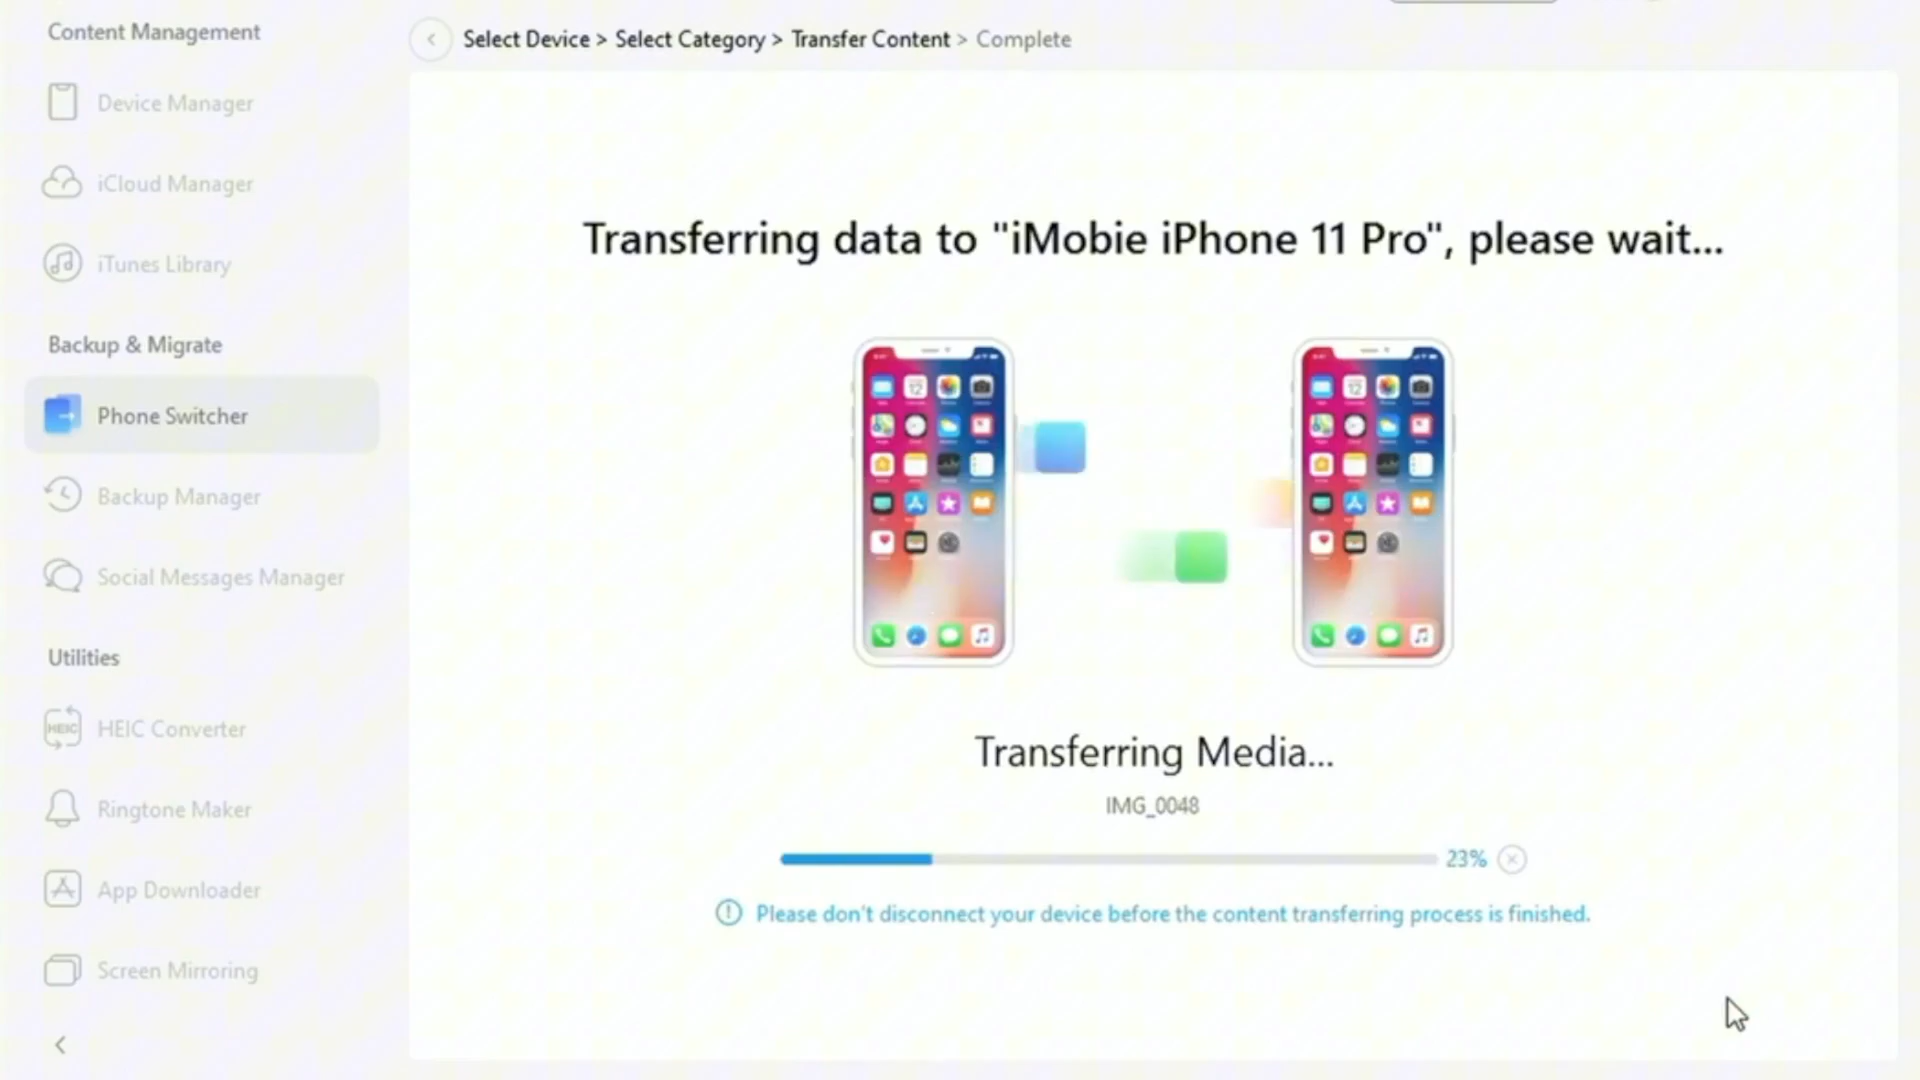 Content Management
Device Manager
iCloud Manager
iTunes Library
Backup & Migrate
Phone Switcher
Backup Manager
Social Messages Manager
Utilities
HEIC
HEIC Converter
Ringtone Maker
App Downloader
Screen Mirroring
Select Device > Select Category > Transfer Content > Complete
Transferring data to "iMobie iPhone 11 Pro", please wait...
12
12
Transferring Media...
IMG_0048
23%
Please don't disconnect your device before the content transferring process is finished.